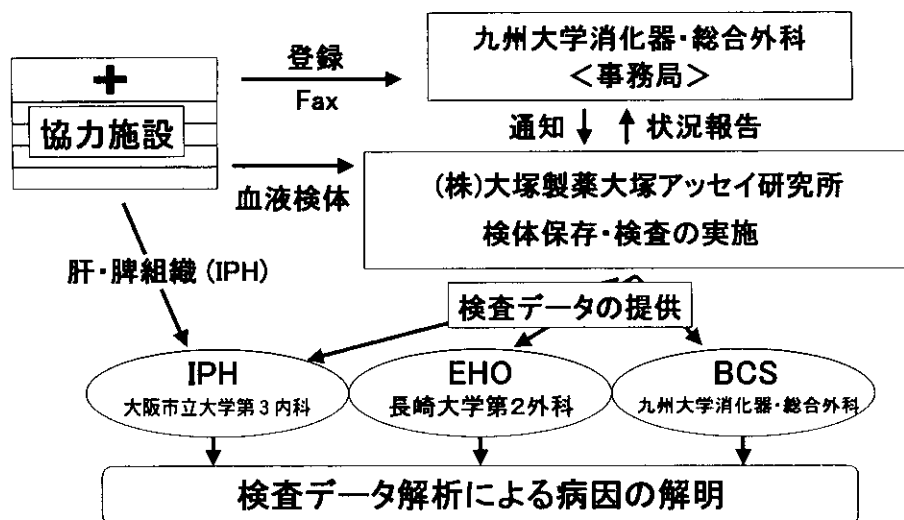 協力施設
登録
Fax
九州大学消化器・総合外科
＜事務局＞
通知
状況報告
血液検体
(株)大塚製薬大塚アッセイ研究所
検体保存・検査の実施
肝・脾組織(IPH)
検査データの提供
IPH
大阪市立大学第3内科
EHO
長崎大学第2外科
BCS
九州大学消化器・総合外科
検査データ解析による病因の解明